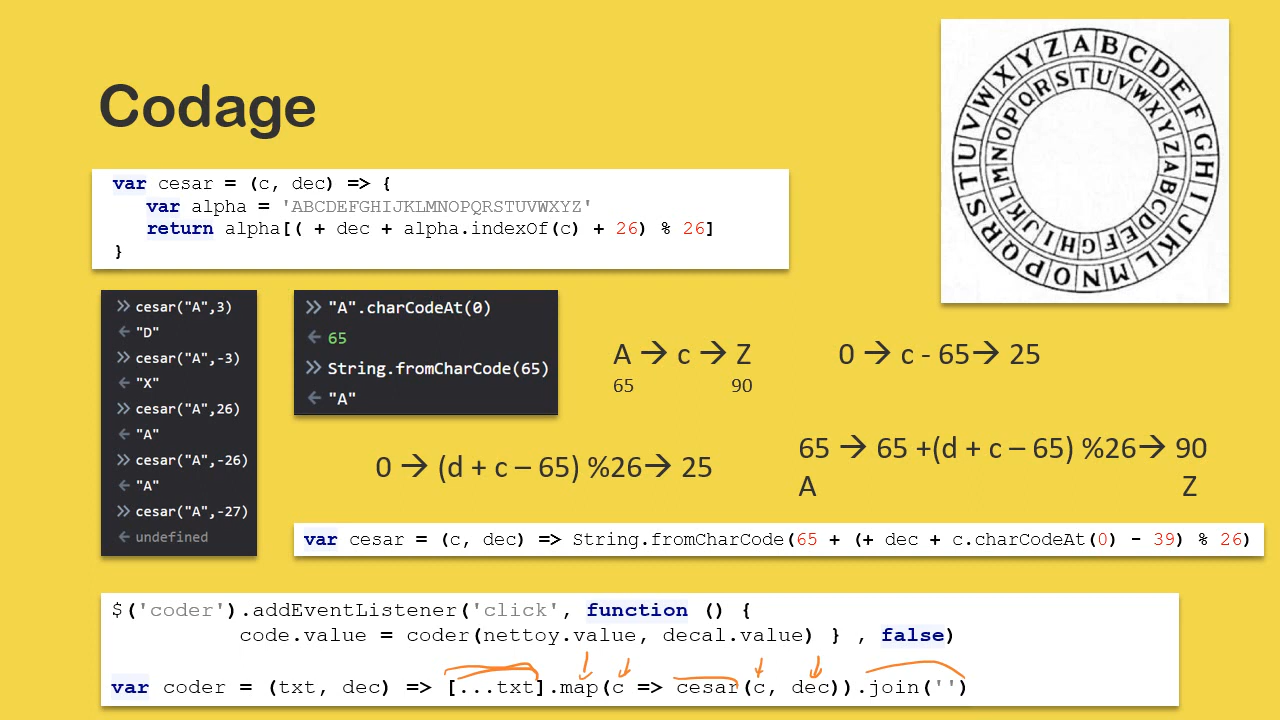 Codage
var cesar = (c, dec) => {
var alpha = 'ABCDEFGHIJKLMNOPQRSTUVWXYZ'
return alpha[( + dec + alpha.indexOf(c) + 26) % 26]
}
A B C D E F G H I J K L M N O P Q R S T U V W X Y Z
T U V W X Y Z A B C D E F G H I J K L M N O P Q R S
>> cesar("A",3)
← "D"
>> cesar("A",-3)
← "X"
>> cesar("A",26)
← "A"
>> cesar("A",-26)
← "A"
>> cesar("A",-27)
← undefined
>> "A".charCodeAt(0)
← 65
>> String.fromCharCode(65)
← "A"
A → c → Z
65 90
0 → c - 65→ 25
0 → (d + c – 65) %26→ 25
65 → 65 +(d + c – 65) %26→ 90
A Z
var cesar = (c, dec) => String.fromCharCode(65 + (+ dec + c.charCodeAt(0) - 39) % 26)
$('coder').addEventListener('click', function () {
code.value = coder(nettoy.value, decal.value) } , false)
var coder = (txt, dec) => [...txt].map(c => cesar(c, dec)).join('')